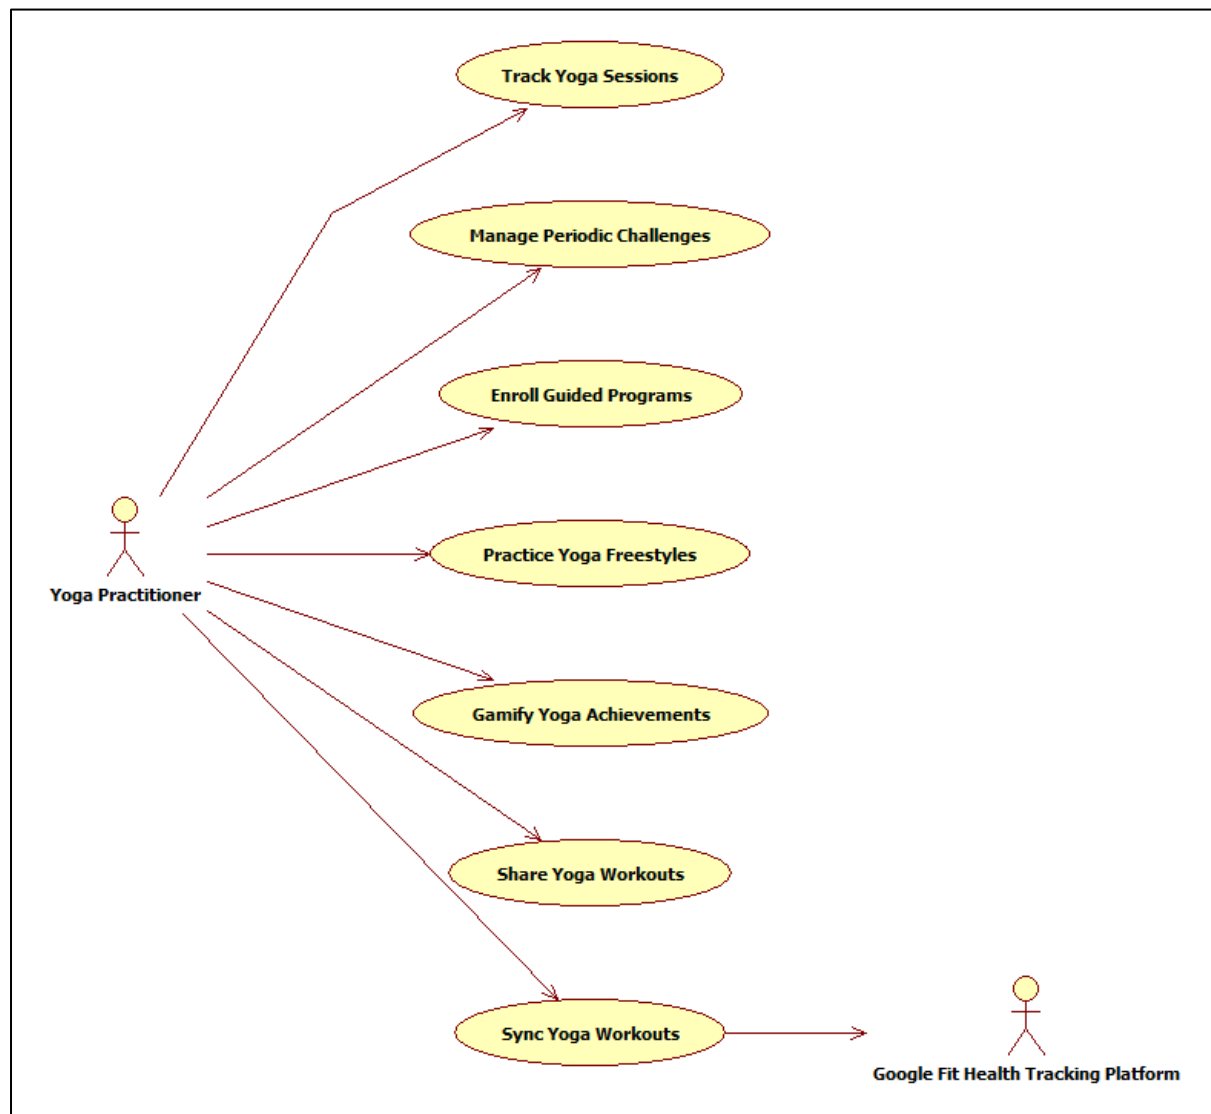 Track Yoga Sessions
Manage Periodic Challenges
Enroll Guided Programs
Practice Yoga Freestyles
Yoga Practitioner
Gamify Yoga Achievements
Share Yoga Workouts
Sync Yoga Workouts
Google Fit Health Tracking Platform